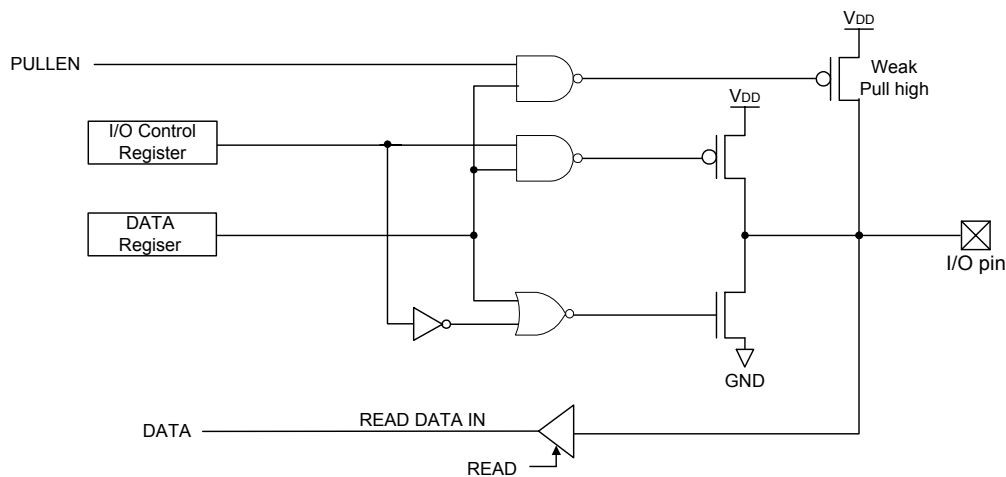 VDD
PULLEN
Weak
Pull high
VDD
I/O Control
Register
DATA
Regiser
I/O pin
GND
READ DATA IN
DATA
READ